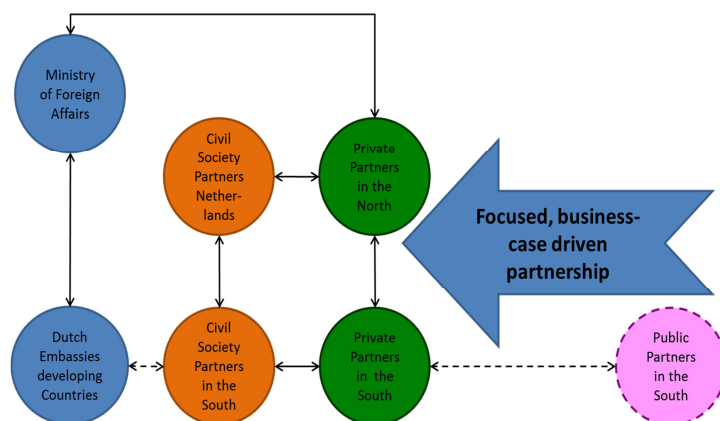 Ministry
of Foreign
Affairs
Civil
Society
Partners
Nether-
lands
Private
Partners
in the
North
Focused, business-
case driven
partnership
Dutch
Embassies
developing
Countries
Civil
Society
Partners
in the
South
Private
Partners
in  the
South
Public
Partners
in the
South